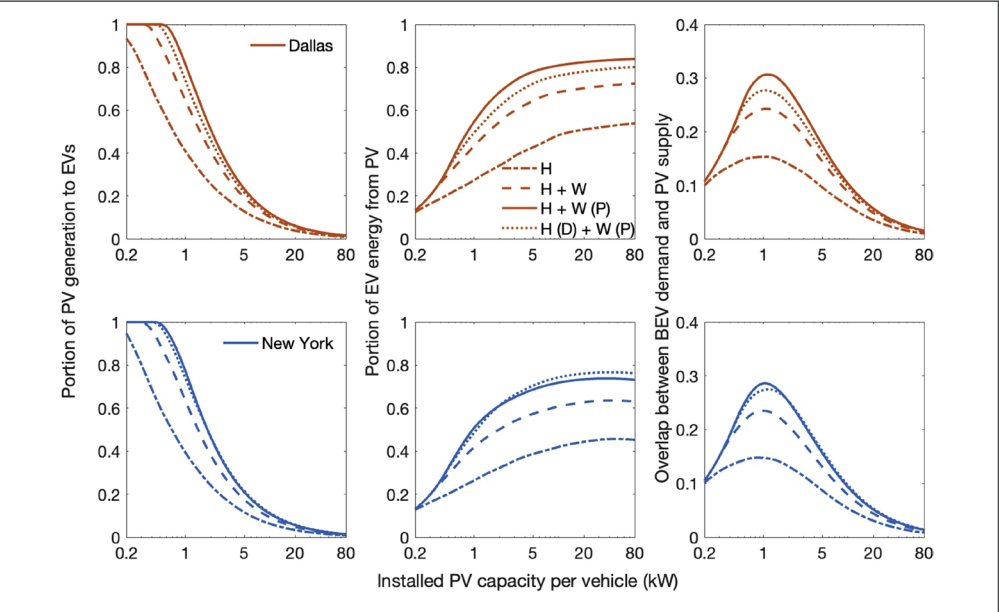 Portion of PV generation to EVs
1
0.8
0.6
0.4
0.2
0
0.2 1 5 20 80
Dallas
Portion of EV energy from PV
1
0.8
0.6
0.4
0.2
0
0.2 1 5 20 80
H
H + W
H + W (P)
H (D) + W (P)
Overlap between BEV demand and PV supply
0.4
0.3
0.2
0.1
0
0.2 1 5 20 80
1
0.8
0.6
0.4
0.2
0
0.2 1 5 20 80
New York
1
0.8
0.6
0.4
0.2
0
0.2 1 5 20 80
0.4
0.3
0.2
0.1
0
0.2 1 5 20 80
Installed PV capacity per vehicle (kW)